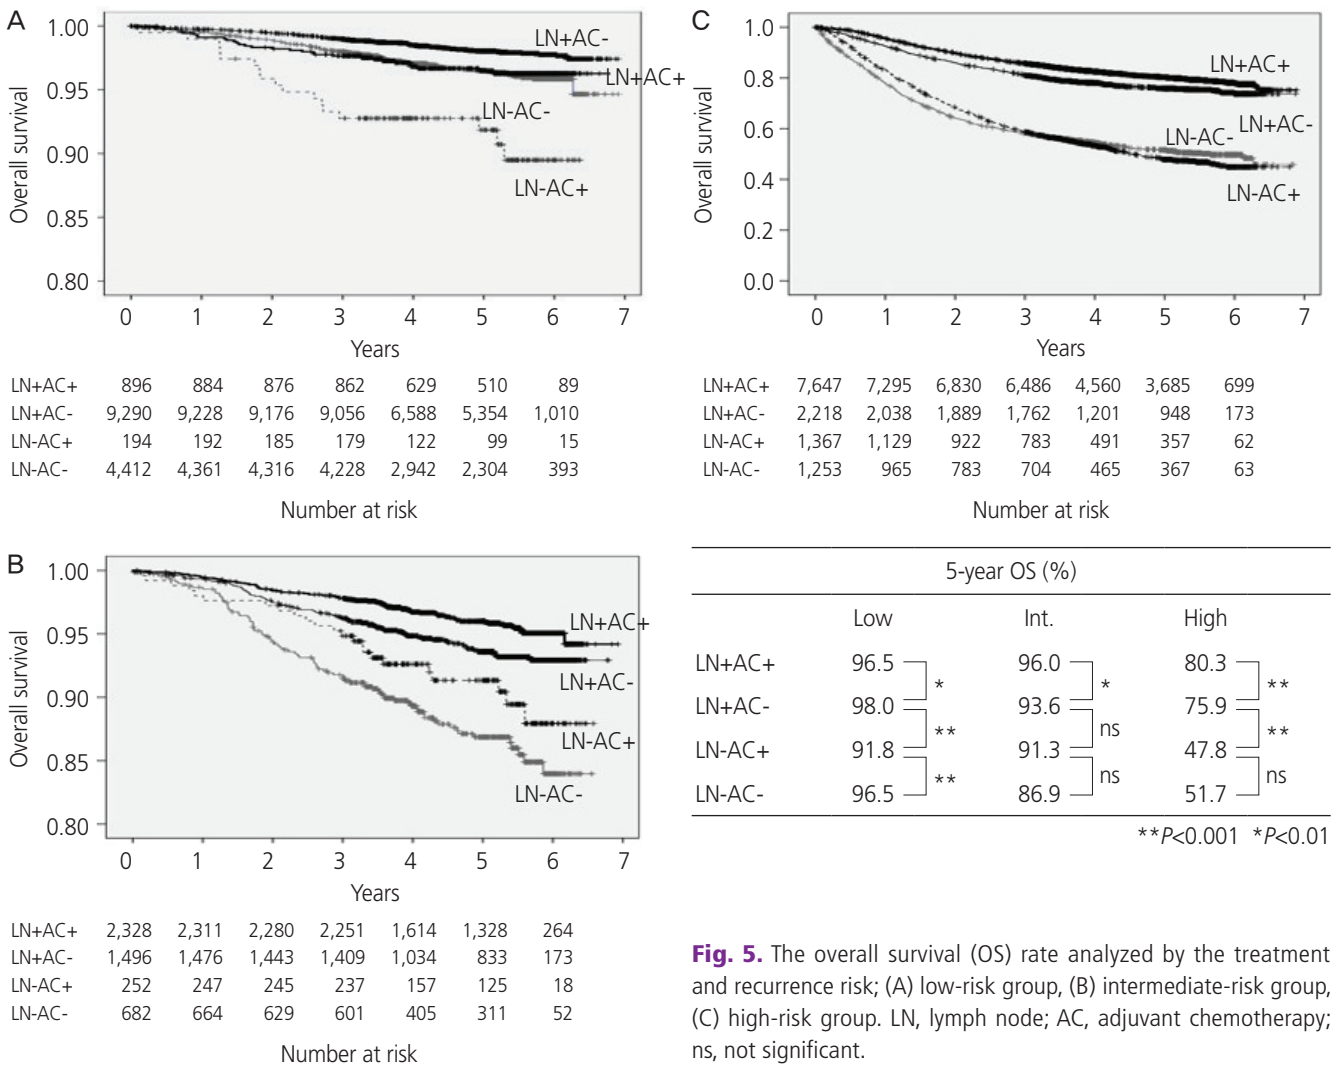 A
1.00
0.95
0.90
0.85
0.80
Overall survival
LN+AC-
LN+AC+
LN-AC-
LN-AC+
0 1 2 3 4 5 6 7
Years
LN+AC+ 896 884 876 862 629 510 89
LN+AC- 9,290 9,228 9,176 9,056 6,588 5,354 1,010
LN-AC+ 194 192 185 179 122 99 15
LN-AC- 4,412 4,361 4,316 4,228 2,942 2,304 393
Number at risk
B
1.00
0.95
0.90
0.85
0.80
Overall survival
LN+AC+
LN+AC-
LN-AC+
LN-AC-
0 1 2 3 4 5 6 7
Years
LN+AC+ 2,328 2,311 2,280 2,251 1,614 1,328 264
LN+AC- 1,496 1,476 1,443 1,409 1,034 833 173
LN-AC+ 252 247 245 237 157 125 18
LN-AC- 682 664 629 601 405 311 52
Number at risk
C
1.0
0.8
0.6
0.4
0.2
0.0
Overall survival
LN+AC+
LN+AC-
LN-AC-
LN-AC+
0 1 2 3 4 5 6 7
Years
LN+AC+ 7,647 7,295 6,830 6,486 4,560 3,685 699
LN+AC- 2,218 2,038 1,889 1,762 1,201 948 173
LN-AC+ 1,367 1,129 922 783 491 357 62
LN-AC- 1,253 965 783 704 465 367 63
Number at risk
5-year OS (%)
Low Int. High
LN+AC+ 96.5 96.0 80.3
* * **
LN+AC- 98.0 93.6 75.9
** ns **
LN-AC+ 91.8 91.3 47.8
** ns ns
LN-AC- 96.5 86.9 51.7
**P<0.001 *P<0.01
Fig. 5. The overall survival (OS) rate analyzed by the treatment
and recurrence risk; (A) low-risk group, (B) intermediate-risk group,
(C) high-risk group. LN, lymph node; AC, adjuvant chemotherapy;
ns, not significant.